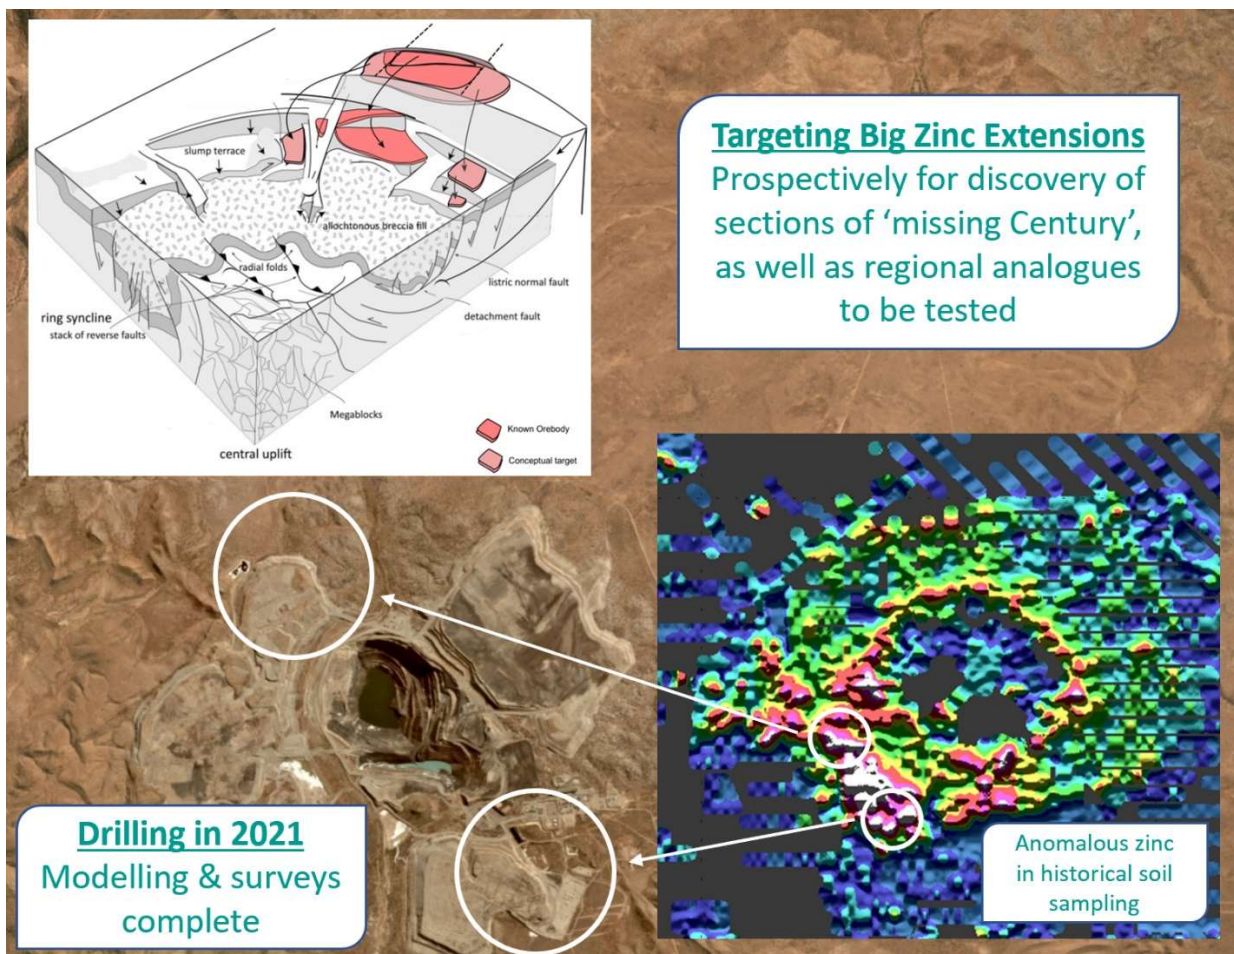 slump terrace
allochtonous breccia fill
radial folds
listric normal fault
ring syncline
detachment fault
stack of reverse faults
Megablocks
Known Orebody
central uplift
Conceptual target
Targeting Big Zinc Extensions
Prospectively for discovery of
sections of ‘missing Century’,
as well as regional analogues
to be tested
Drilling in 2021
Modelling & surveys
complete
Anomalous zinc
in historical soil
sampling